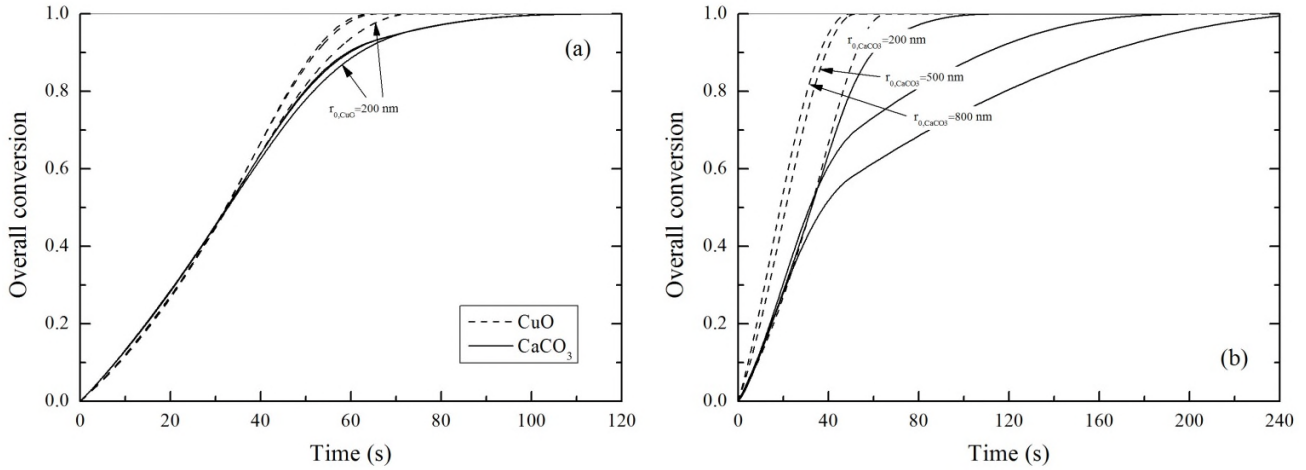 1.0
0.8
0.6
0.4
0.2
0.0
Overall conversion
(a)
r0,CuG=200 nm
CuO
CaCO3
0 20 40 60 80 100 120
Time (s)
1.0
0.8
0.6
0.4
0.2
0.0
Overall conversion
r0,CaCO3=200 nm
r0,CaCO3=500 nm
r0,CaCO3=800 nm
(b)
0 40 80 120 160 200 240
Time (s)